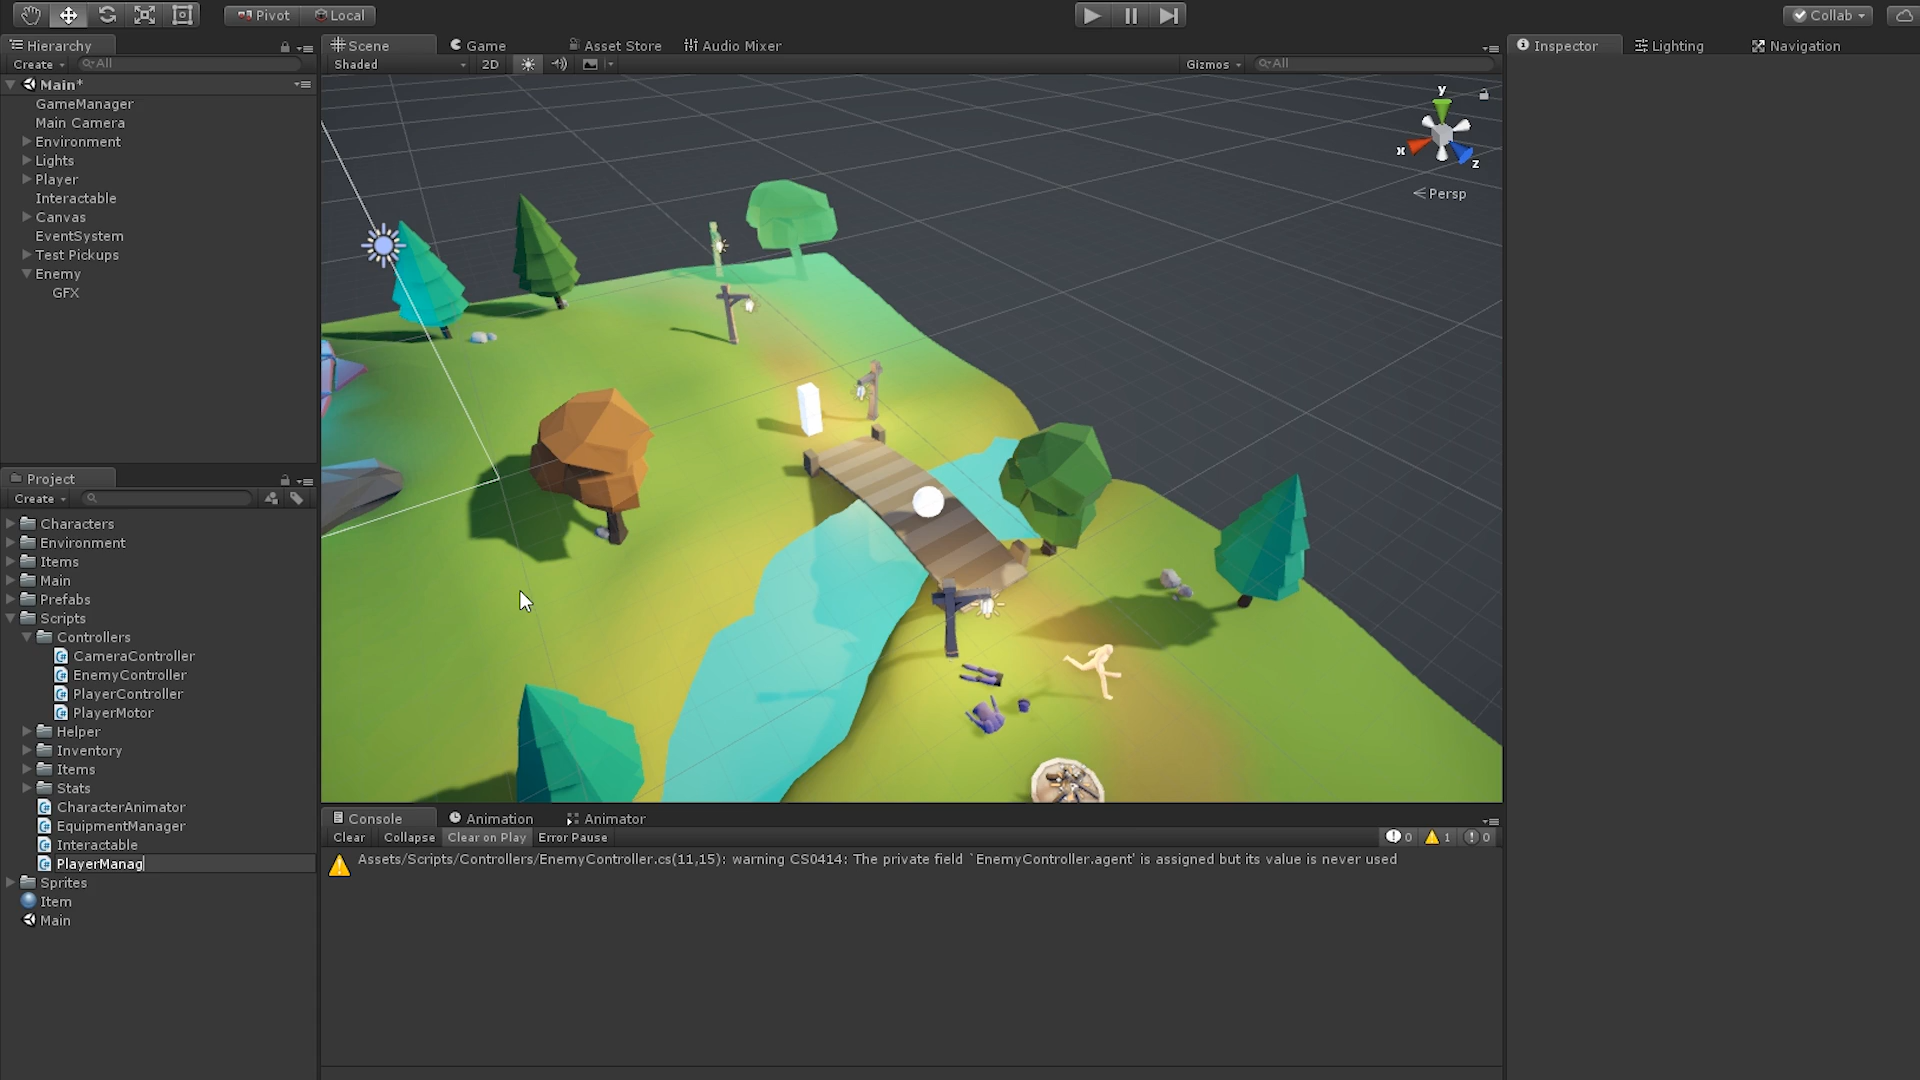 Pivot Local Collab
Hierarchy
Create All
Main*
GameManager
Main Camera
Environment
Lights
Player
Interactable
Canvas
EventSystem
Test Pickups
Enemy
GFX
Project
Create
Characters
Environment
Items
Main
Prefabs
Scripts
Controllers
CameraController
EnemyController
PlayerController
PlayerMotor
Helper
Inventory
Items
Stats
CharacterAnimator
EquipmentManager
Interactable
PlayerManag
Sprites
Item
Main
Scene Game Asset Store Audio Mixer
Shaded 2D Gizmos All
y
x
z
Persp
Console Animation Animator
Clear Collapse Clear on Play Error Pause 0 1 0
Assets/Scripts/Controllers/EnemyController.cs(11,15): warning CS0414: The private field `EnemyController.agent' is assigned but its value is never used
Inspector Lighting Navigation